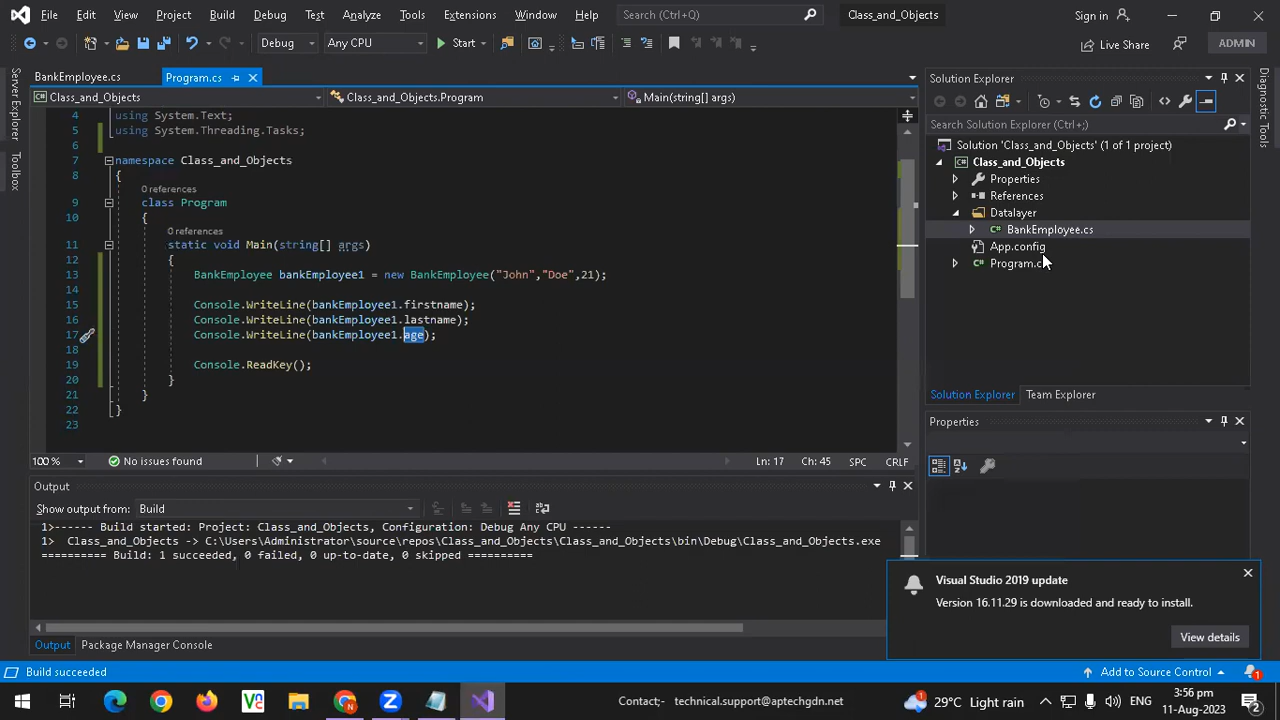 File Edit View Project Build Debug Test Analyze Tools Extensions Window Help Search (Ctrl+Q) Class_and_Objects Sign in
Debug Any CPU Start Live Share ADMIN
Server Explorer
Toolbox
BankEmployee.cs Program.cs
Class_and_Objects Class_and_Objects.Program Main(string[] args)
4 using System.Text;
5 using System.Threading.Tasks;
6
7 namespace Class_and_Objects
8 {
0 references
9 class Program
10 {
0 references
11 static void Main(string[] args)
12 {
13 BankEmployee bankEmployee1 = new BankEmployee("John","Doe",21);
14
15 Console.WriteLine(bankEmployee1.firstname);
16 Console.WriteLine(bankEmployee1.lastname);
17 Console.WriteLine(bankEmployee1.age);
18
19 Console.ReadKey();
20 }
21 }
22 }
23
100 % No issues found Ln: 17 Ch: 45 SPC CRLF
Output
Show output from: Build
1>------ Build started: Project: Class_and_Objects, Configuration: Debug Any CPU ------
1> Class_and_Objects -> C:\Users\Administrator\source\repos\Class_and_Objects\Class_and_Objects\bin\Debug\Class_and_Objects.exe
========== Build: 1 succeeded, 0 failed, 0 up-to-date, 0 skipped ==========
Output Package Manager Console
Solution Explorer
Search Solution Explorer (Ctrl+;)
Solution 'Class_and_Objects' (1 of 1 project)
Class_and_Objects
Properties
References
Datalayer
BankEmployee.cs
App.config
Program.c
Solution Explorer Team Explorer
Properties
Diagnostic Tools
Visual Studio 2019 update
Version 16.11.29 is downloaded and ready to install.
View details
Build succeeded Add to Source Control 1
Contact;- technical.support@aptechgdn.net 29°C Light rain ENG 3:56 pm 11-Aug-2023 2